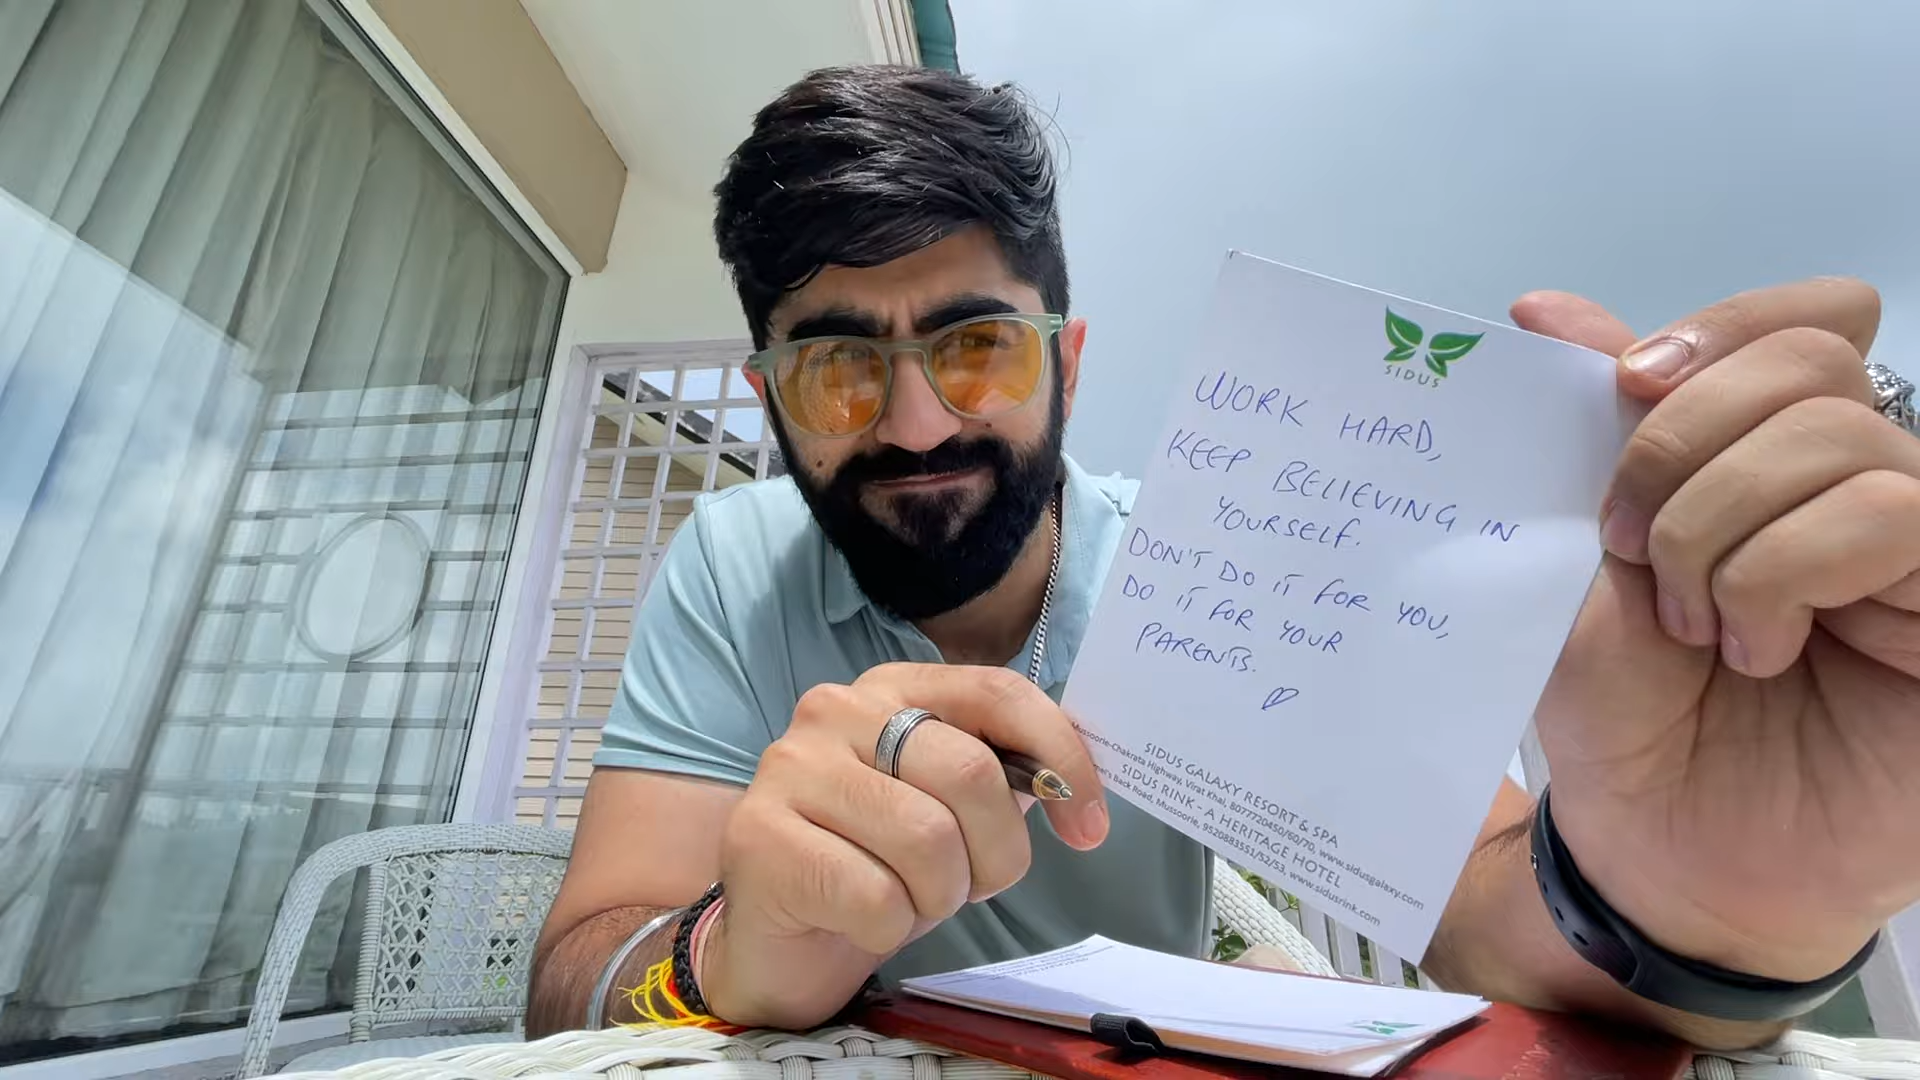 SIDUS
WORK HARD,
KEEP BELIEVING IN
YOURSELF.
DON'T DO IT FOR YOU,
DO IT FOR YOUR
PARENTS.
SIDUS GALAXY RESORT & SPA
Mussoorie-Chakrata Highway, Virat Khai, 8077720450/60/70, www.sidusgalaxy.com
SIDUS RINK - A HERITAGE HOTEL
Back Road, Mussoorie, 9520883551/52/53, www.sidusrink.com